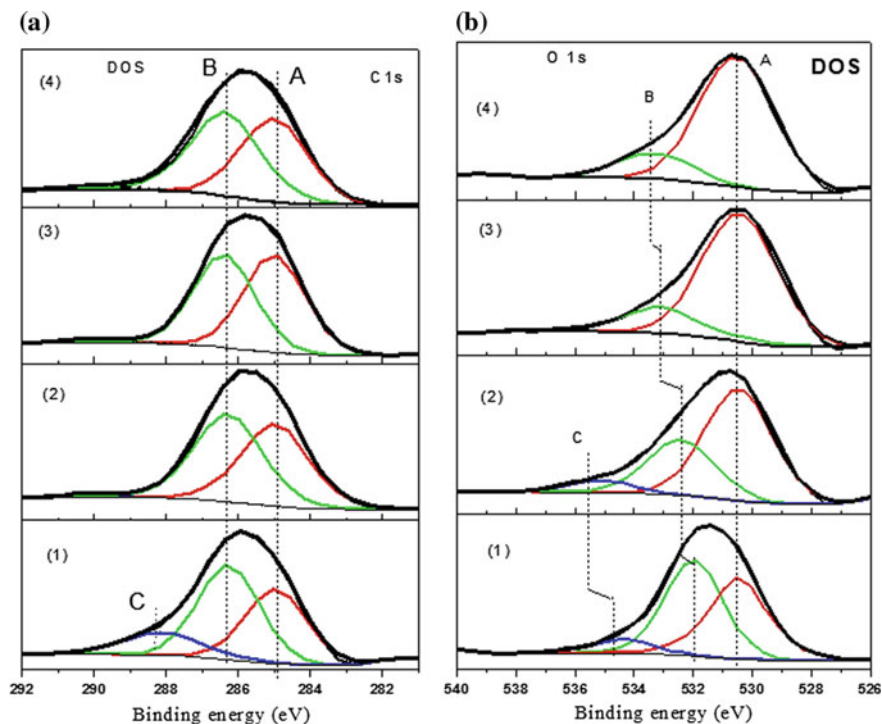 (a)
(4)
DOS
B
A
C 1s
(3)
(2)
(1)
C
292 290 288 286 284 282
Binding energy (eV)
(b)
O 1s
A
DOS
B
(4)
(3)
(2)
C
(1)
540 538 536 534 532 530 528 526
Binding energy (eV)